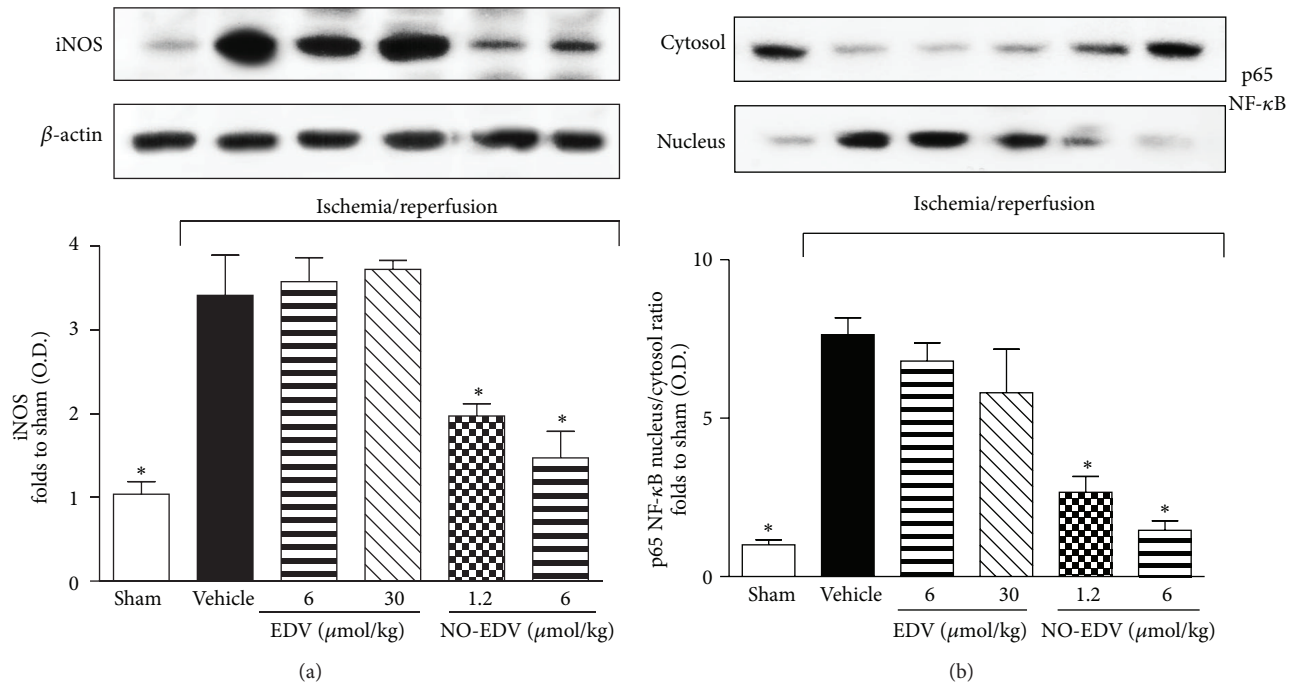 iNOS
β-actin
Ischemia/reperfusion
4
3
2
1
0
iNOS
folds to sham (O.D.)
*
*
*
Sham
Vehicle
6
30
1.2
6
EDV (μmol/kg)
NO-EDV (μmol/kg)
(a)
Cytosol
Nucleus
p65
NF-κB
Ischemia/reperfusion
10
5
0
p65 NF-κB nucleus/cytosol ratio
folds to sham (O.D.)
*
*
*
Sham
Vehicle
6
30
1.2
6
EDV (μmol/kg)
NO-EDV (μmol/kg)
(b)